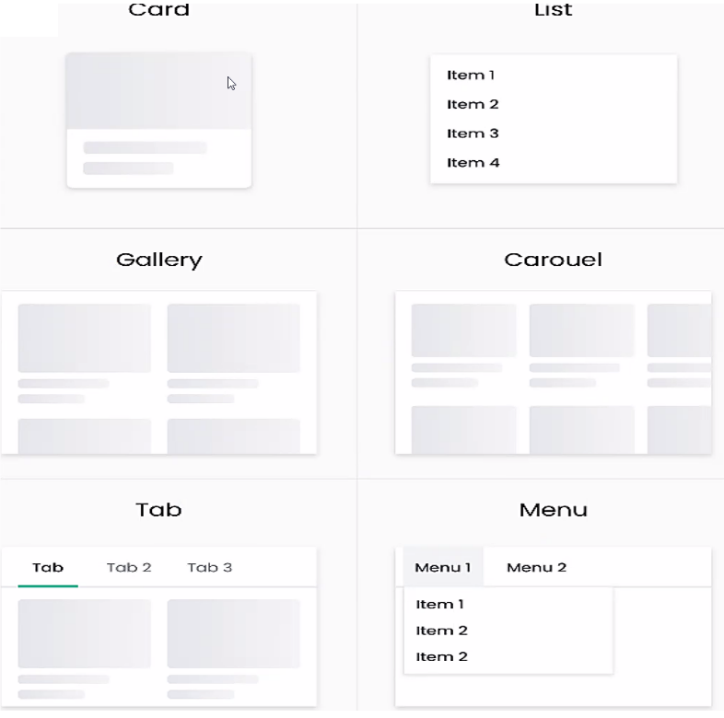 Card
List
Item 1
Item 2
Item 3
Item 4
Gallery
Carouel
Tab
Menu
Tab Tab 2 Tab 3
Menu 1 Menu 2
Item 1
Item 2
Item 2